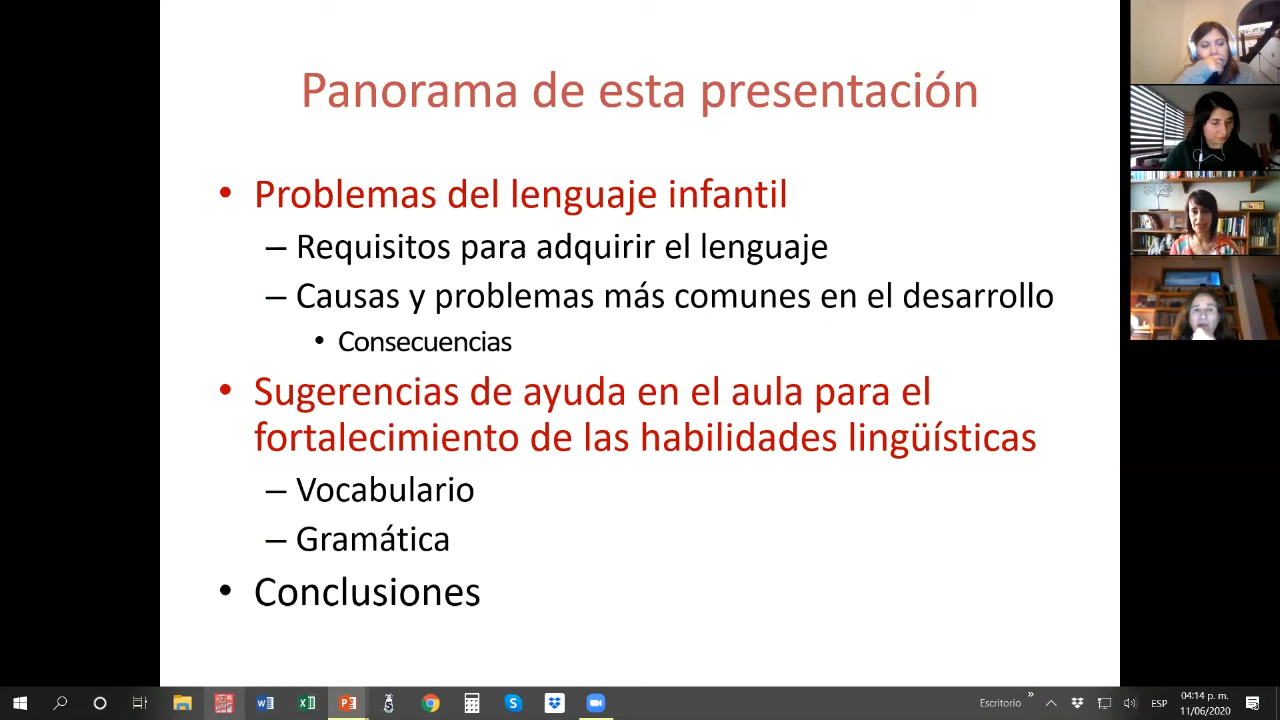 Panorama de esta presentación
• Problemas del lenguaje infantil
– Requisitos para adquirir el lenguaje
– Causas y problemas más comunes en el desarrollo
• Consecuencias
• Sugerencias de ayuda en el aula para el
fortalecimiento de las habilidades lingüísticas
– Vocabulario
– Gramática
• Conclusiones
Escritorio
ESP
04:14 p. m.
11/06/2020